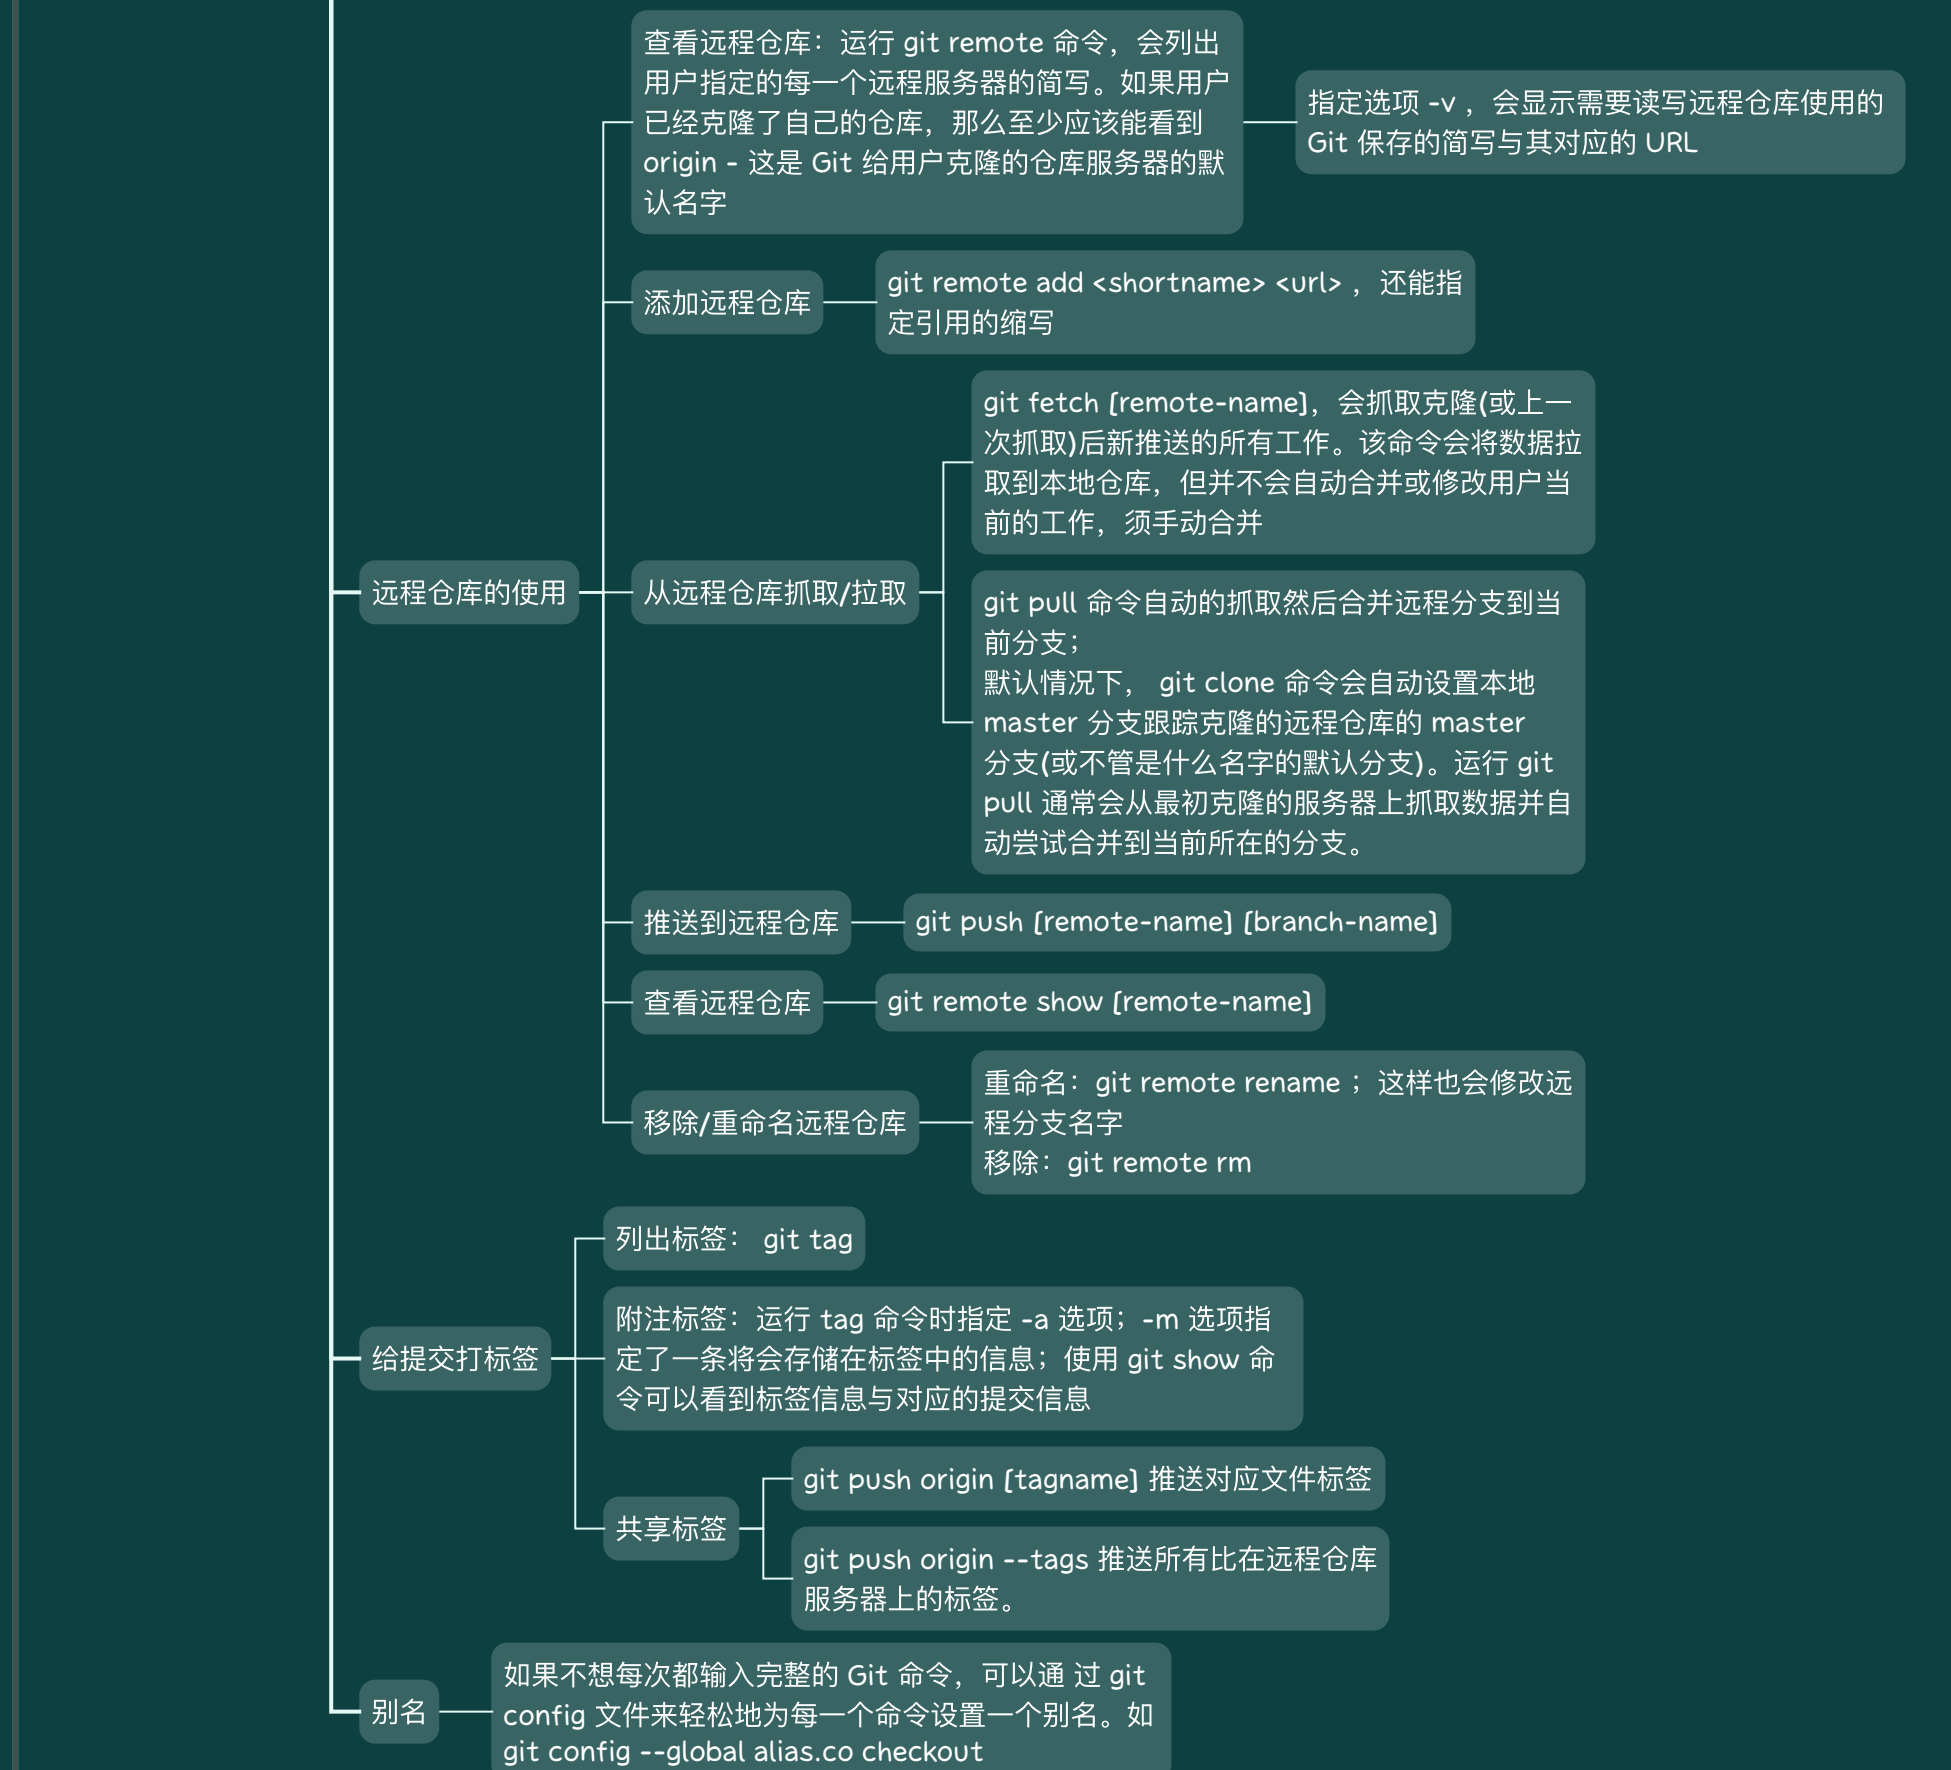 查看远程仓库：运行 git remote 命令，会列出
用户指定的每一个远程服务器的简写。如果用户
已经克隆了自己的仓库，那么至少应该能看到
origin - 这是 Git 给用户克隆的仓库服务器的默
认名字
指定选项 -v ，会显示需要读写远程仓库使用的
Git 保存的简写与其对应的 URL
添加远程仓库
git remote add <shortname> <url> ，还能指
定引用的缩写
远程仓库的使用
从远程仓库抓取/拉取
git fetch [remote-name]，会抓取克隆(或上一
次抓取)后新推送的所有工作。该命令会将数据拉
取到本地仓库，但并不会自动合并或修改用户当
前的工作，须手动合并
git pull 命令自动的抓取然后合并远程分支到当
前分支；
默认情况下， git clone 命令会自动设置本地
master 分支跟踪克隆的远程仓库的 master
分支(或不管是什么名字的默认分支)。运行 git
pull 通常会从最初克隆的服务器上抓取数据并自
动尝试合并到当前所在的分支。
推送到远程仓库
git push [remote-name] [branch-name]
查看远程仓库
git remote show [remote-name]
移除/重命名远程仓库
重命名：git remote rename ；这样也会修改远
程分支名字
移除：git remote rm
给提交打标签
列出标签： git tag
附注标签：运行 tag 命令时指定 -a 选项；-m 选项指
定了一条将会存储在标签中的信息；使用 git show 命
令可以看到标签信息与对应的提交信息
共享标签
git push origin [tagname] 推送对应文件标签
git push origin --tags 推送所有比在远程仓库
服务器上的标签。
别名
如果不想每次都输入完整的 Git 命令，可以通 过 git
config 文件来轻松地为每一个命令设置一个别名。如
git config --global alias.co checkout